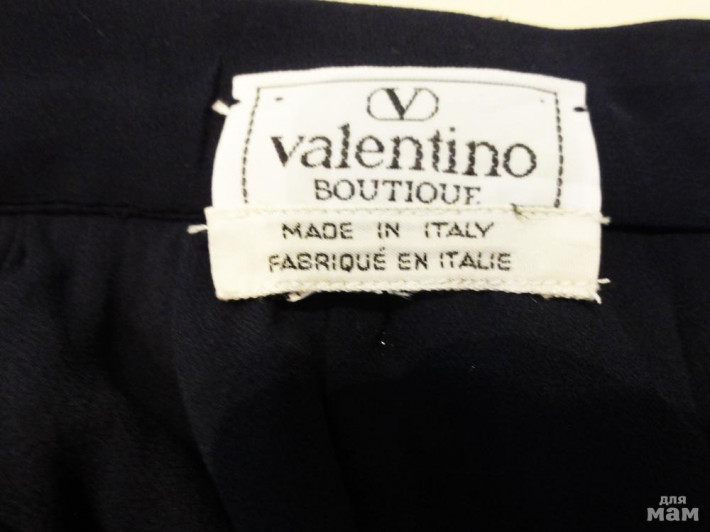 V
valentino
BOUTIQUE
MADE IN ITALY
FABRIQUÉ EN ITALIE
для
мам